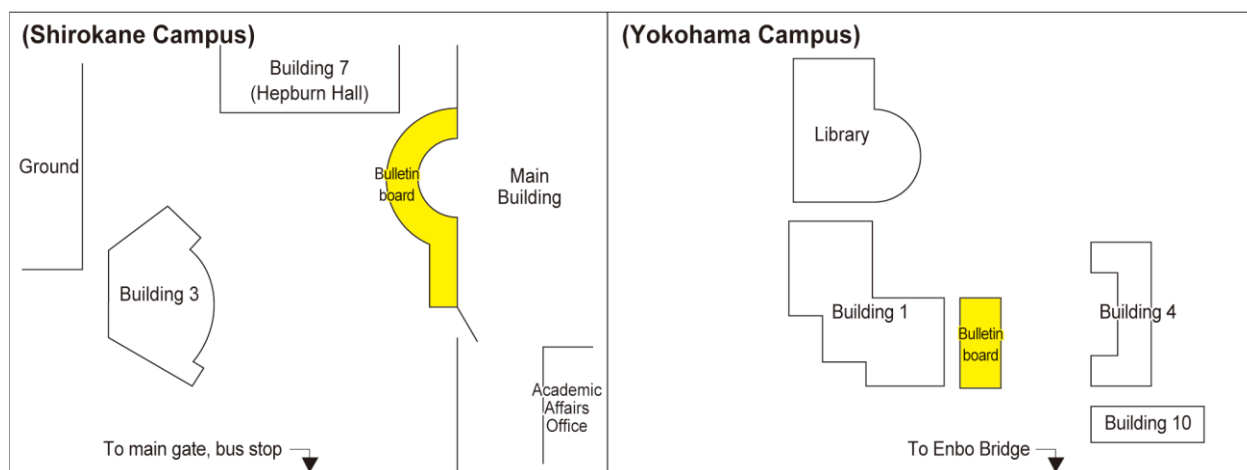 (Shirokane Campus)
Building 7
(Hepburn Hall)
Ground
Bulletin
board
Main
Building
Building 3
Academic
Affairs
Office
To main gate, bus stop
(Yokohama Campus)
Library
Building 1
Bulletin
board
Building 4
Building 10
To Enbo Bridge